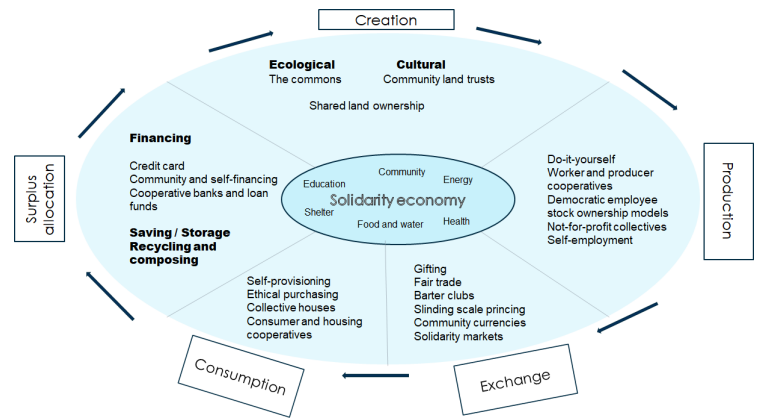 Creation
Ecological
The commons
Cultural
Community land trusts
Shared land ownership
Production
Do-it-yourself
Worker and producer
cooperatives
Democratic employee
stock ownership models
Not-for-profit collectives
Self-employment
Exchange
Gifting
Fair trade
Barter clubs
Slinding scale princing
Community currencies
Solidarity markets
Consumption
Self-provisioning
Ethical purchasing
Collective houses
Consumer and housing
cooperatives
Surplus
allocation
Financing
Credit card
Community and self-financing
Cooperative banks and loan
funds
Saving / Storage
Recycling and
composing
Community
Education
Energy
Solidarity economy
Shelter
Food and water
Health